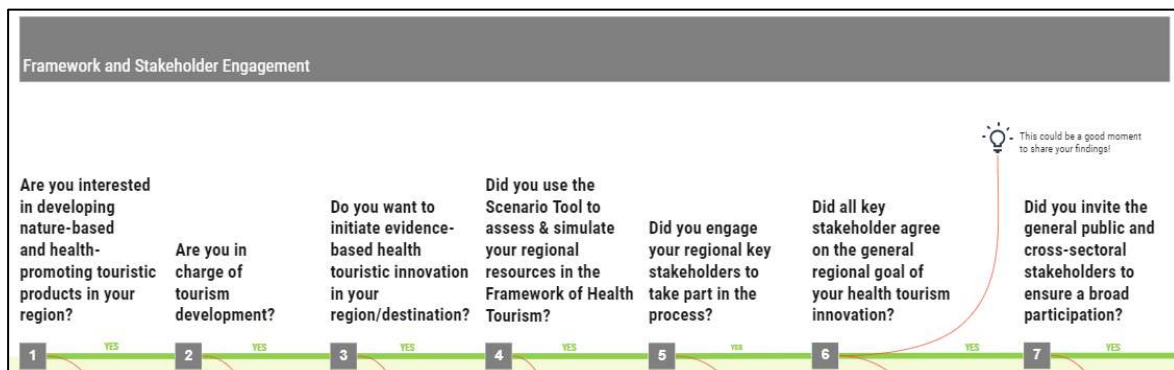 Framework and Stakeholder Engagement
This could be a good moment
to share your findings!
Are you interested
in developing
nature-based
and health-
promoting touristic
products in your
region?
Are you in
charge of
tourism
development?
Do you want to
initiate evidence-
based health
touristic innovation
in your
region/destination?
Did you use the
Scenario Tool to
assess & simulate
your regional
resources in the
Framework of Health
Tourism?
Did you engage
your regional key
stakeholders to
take part in the
process?
Did all key
stakeholder agree
on the general
regional goal of
your health tourism
innovation?
Did you invite the
general public and
cross-sectoral
stakeholders to
ensure a broad
participation?
1 YES 2 YES 3 YES 4 YES 5 YES 6 YES 7 YES